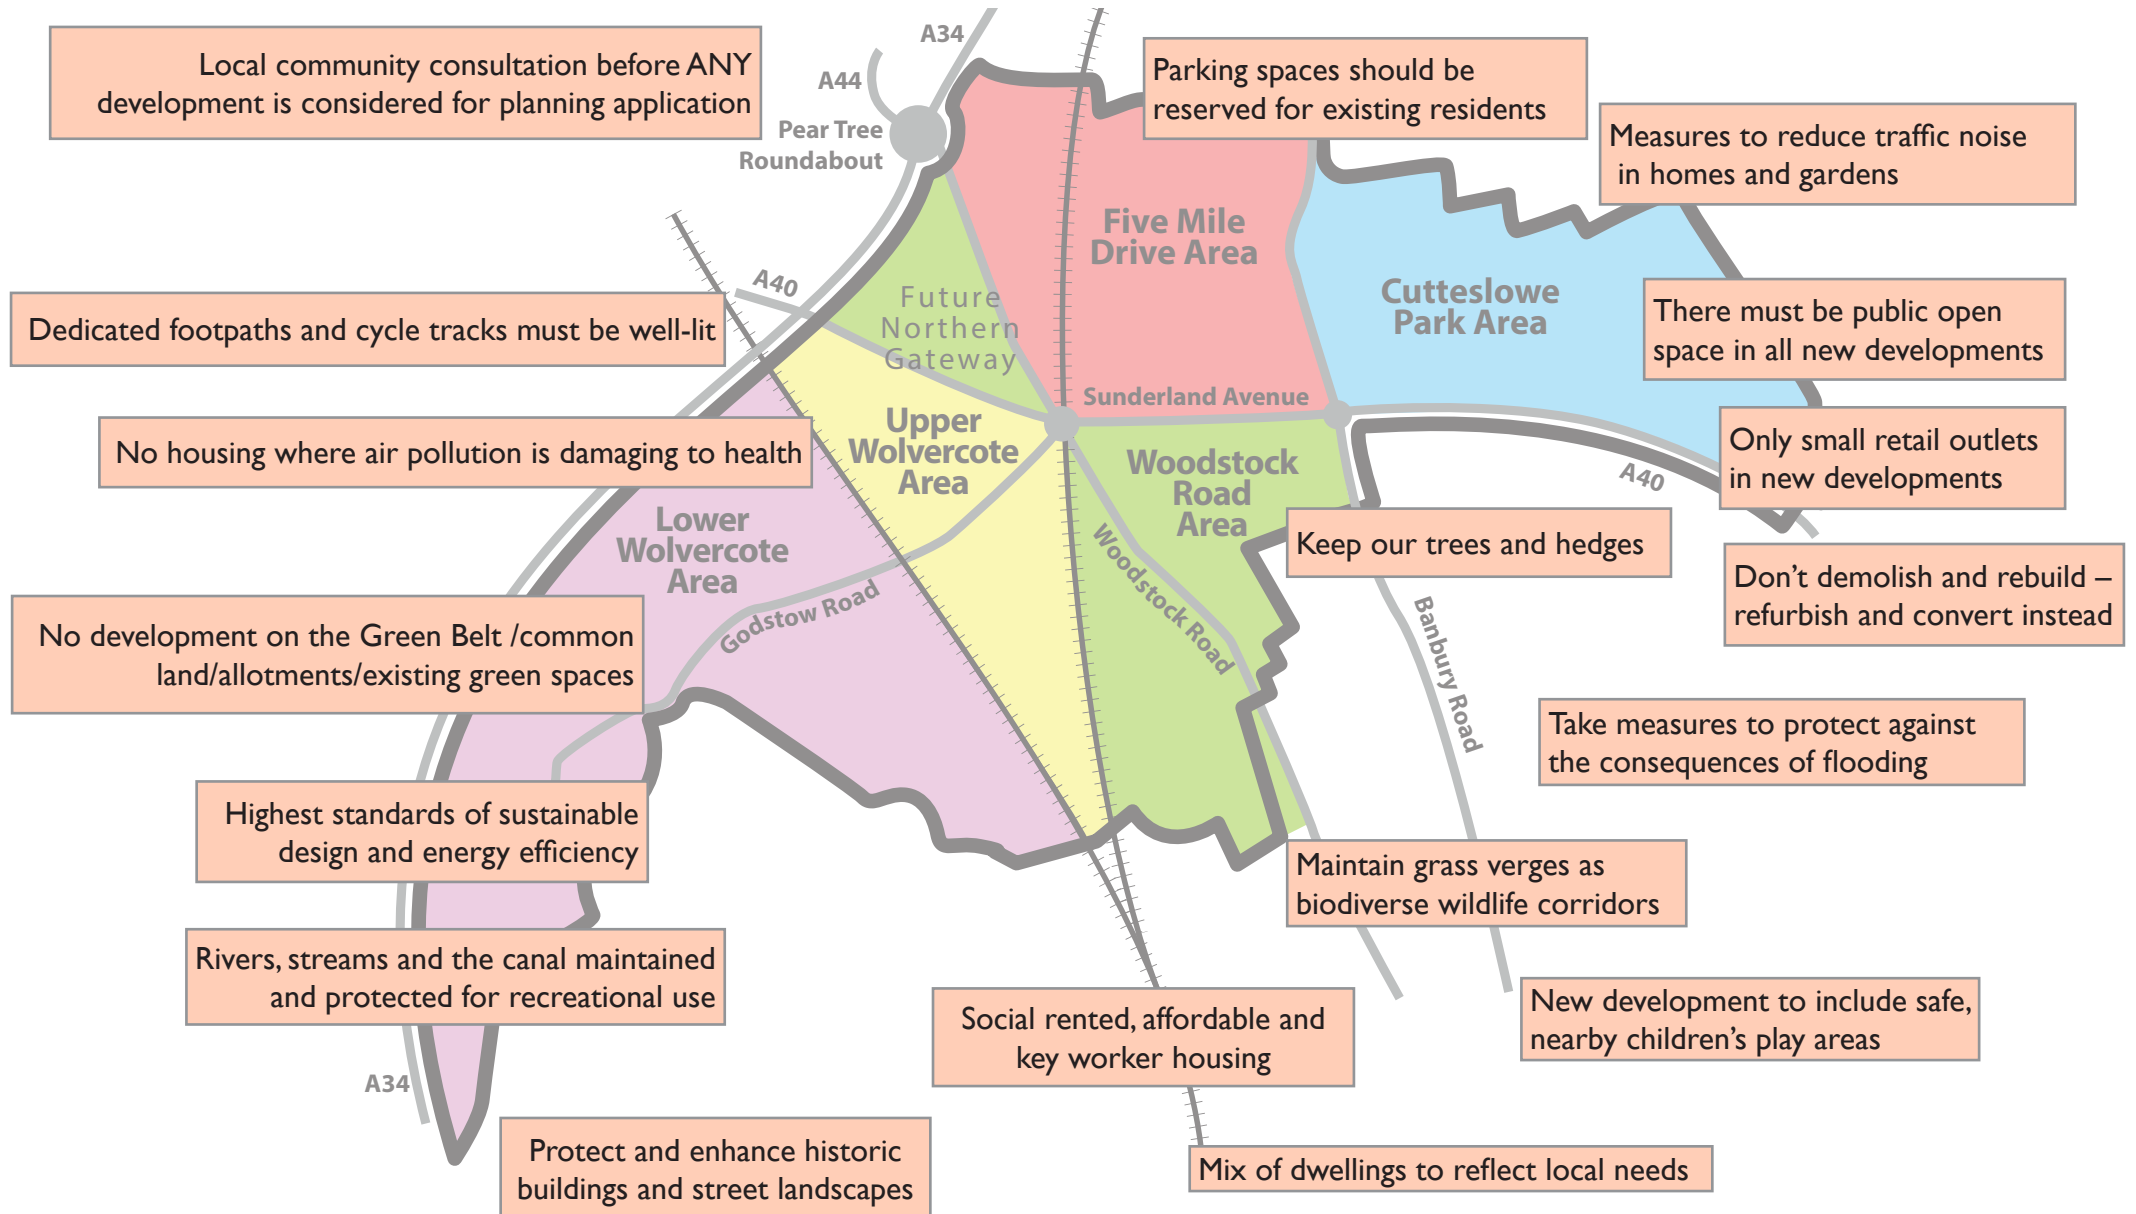 A34
Local community consultation before ANY
development is considered for planning application
A44
Pear Tree
Roundabout
Parking spaces should be
reserved for existing residents
Measures to reduce traffic noise
in homes and gardens
Five Mile
Drive Area
A40
Future
Northern
Gateway
Cutteslowe
Park Area
Dedicated footpaths and cycle tracks must be well-lit
There must be public open
space in all new developments
Sunderland Avenue
Upper
Wolvercote
Area
No housing where air pollution is damaging to health
Woodstock
Road
Area
Only small retail outlets
in new developments
A40
Lower
Wolvercote
Area
Keep our trees and hedges
Woodstock Road
Godstow Road
Don’t demolish and rebuild –
refurbish and convert instead
Banbury Road
No development on the Green Belt /common
land/allotments/existing green spaces
Take measures to protect against
the consequences of flooding
Highest standards of sustainable
design and energy efficiency
Maintain grass verges as
biodiverse wildlife corridors
Rivers, streams and the canal maintained
and protected for recreational use
Social rented, affordable and
key worker housing
New development to include safe,
nearby children’s play areas
A34
Protect and enhance historic
buildings and street landscapes
Mix of dwellings to reflect local needs